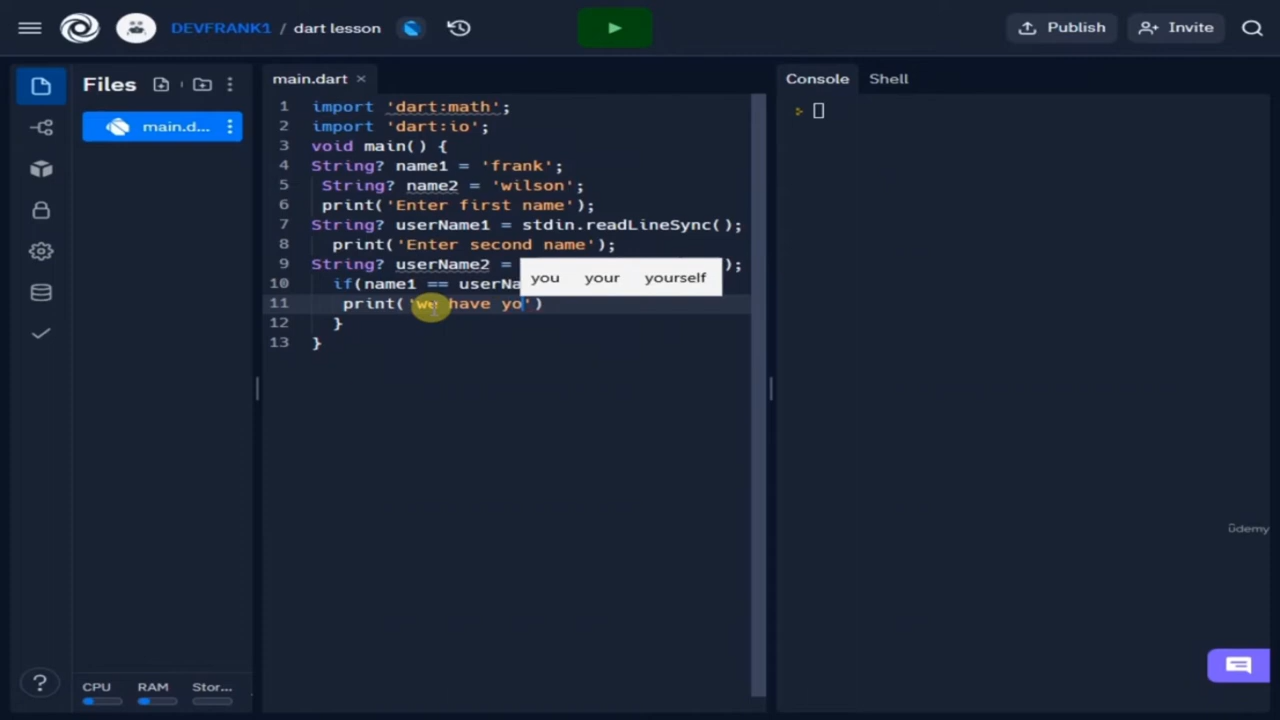 DEVFRANK1 / dart lesson
Publish
Invite
Files
main.d...
main.dart ×
1 import 'dart:math';
2 import 'dart:io';
3 void main() {
4 String? name1 = 'frank';
5 String? name2 = 'wilson';
6 print('Enter first name');
7 String? userName1 = stdin.readLineSync();
8 print('Enter second name');
9 String? userName2 = );
10 if(name1 == userNa
11 print('we have yo')
12 }
13 }
you your yourself
Console Shell
CPU RAM Stor...
?
ûdemy